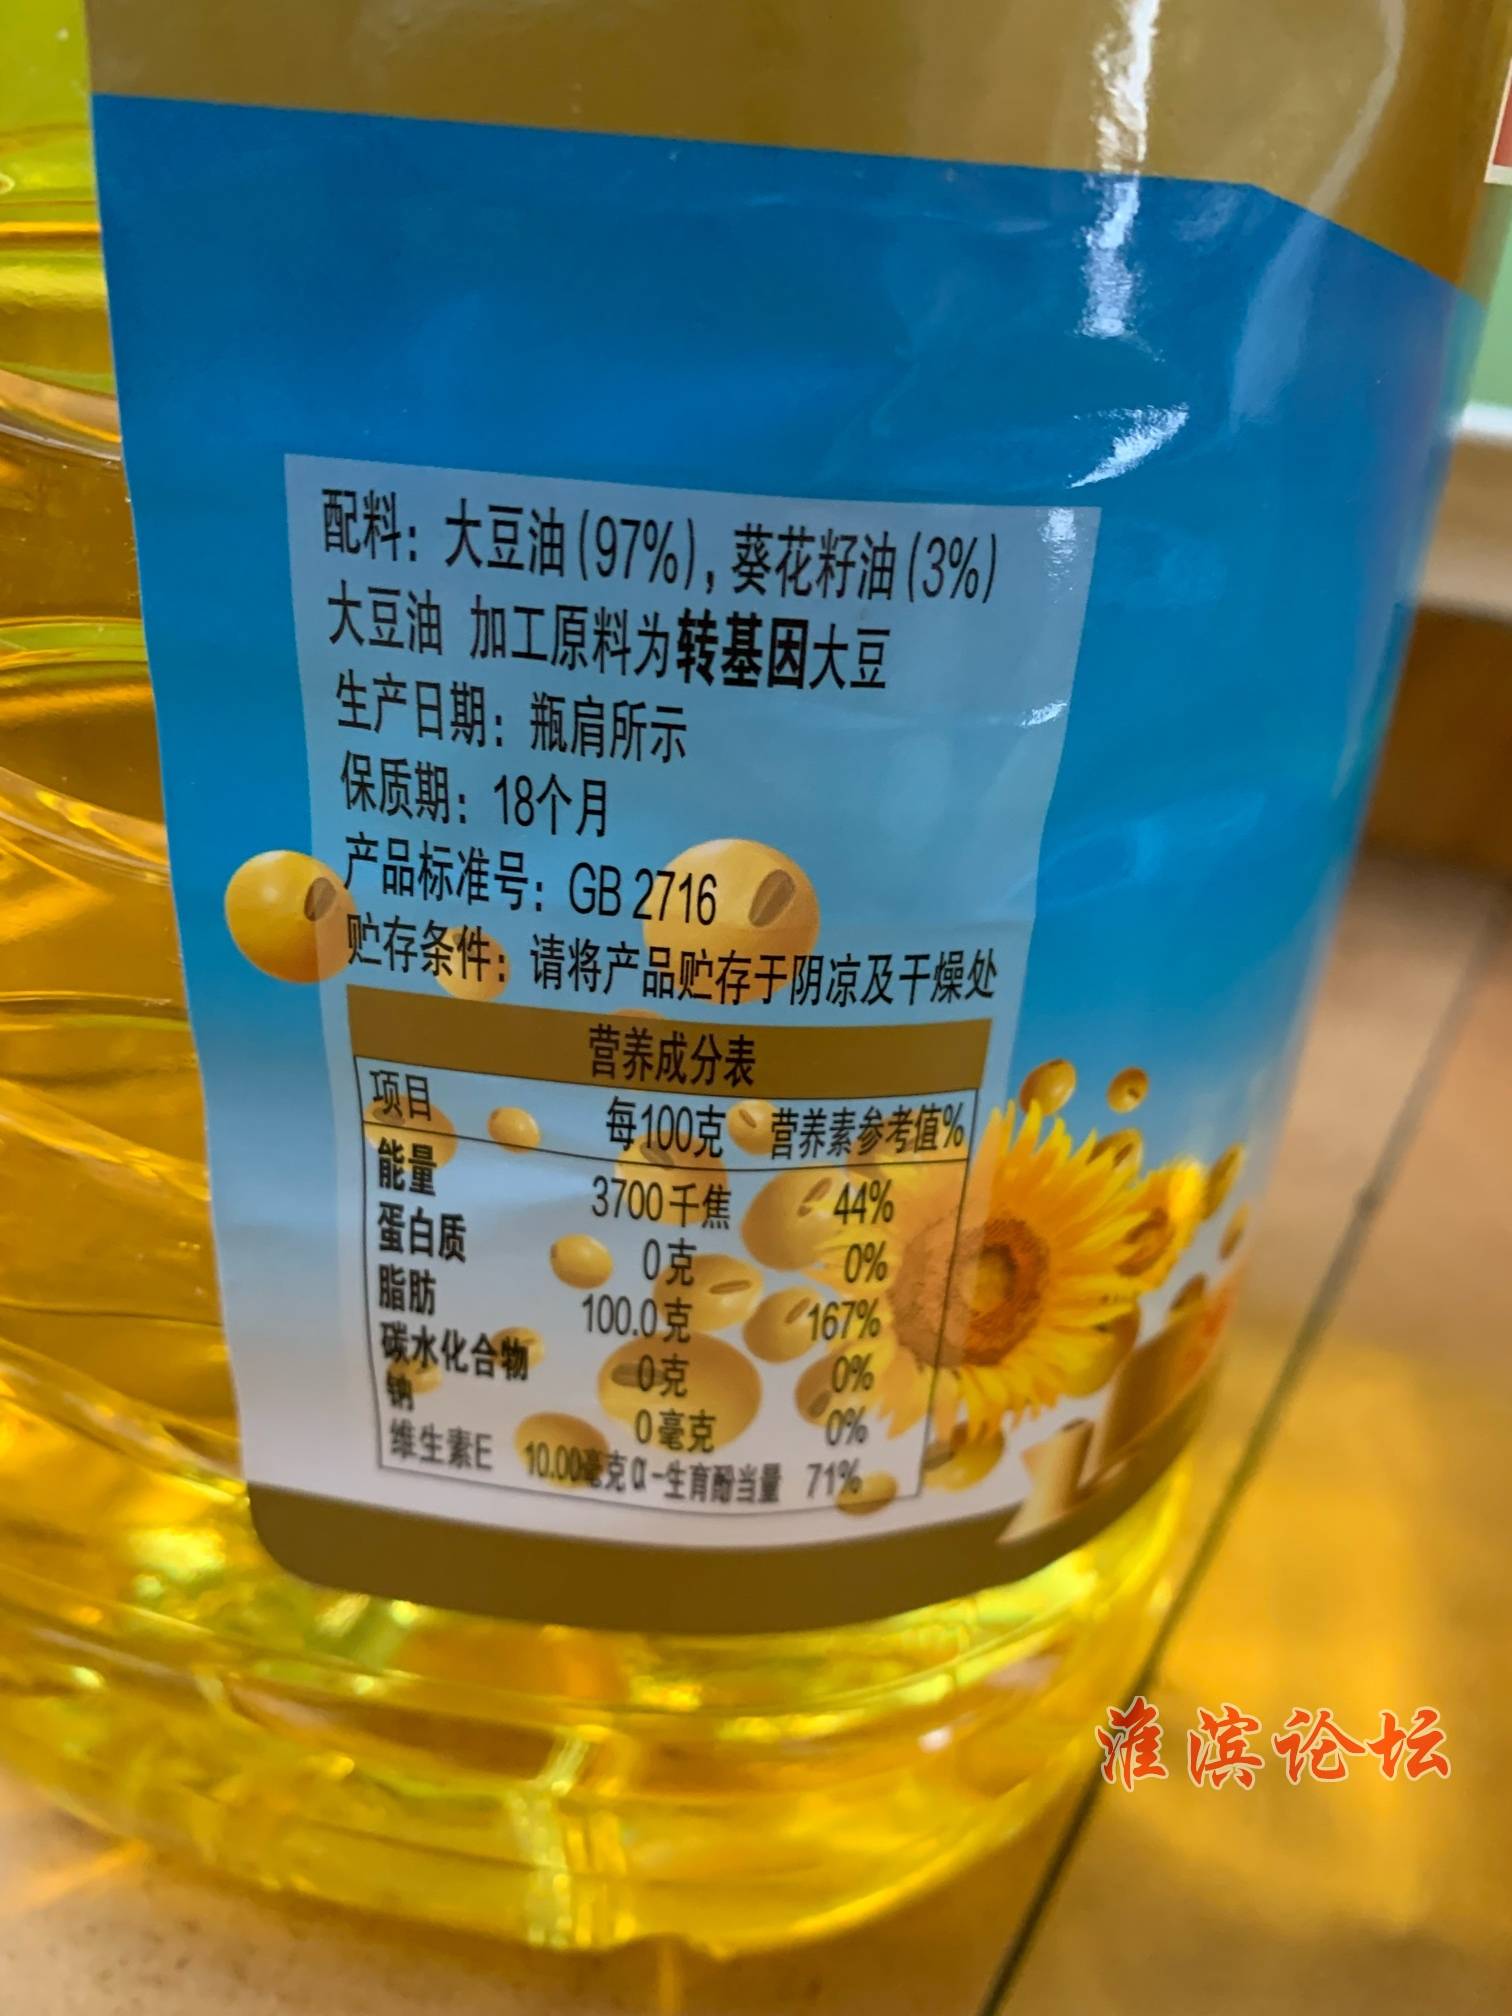 配料：大豆油(97%)，葵花籽油(3%)
大豆油 加工原料为转基因大豆
生产日期：瓶肩所示
保质期：18个月
产品标准号：GB 2716
贮存条件：请将产品贮存于阴凉及干燥处
营养成分表
项目 每100克 营养素参考值%
能量 3700千焦 44%
蛋白质 0克 0%
脂肪 100.0克 167%
碳水化合物 0克 0%
钠 0毫克 0%
维生素E 10.00毫克α-生育酚当量 71%
淮滨论坛